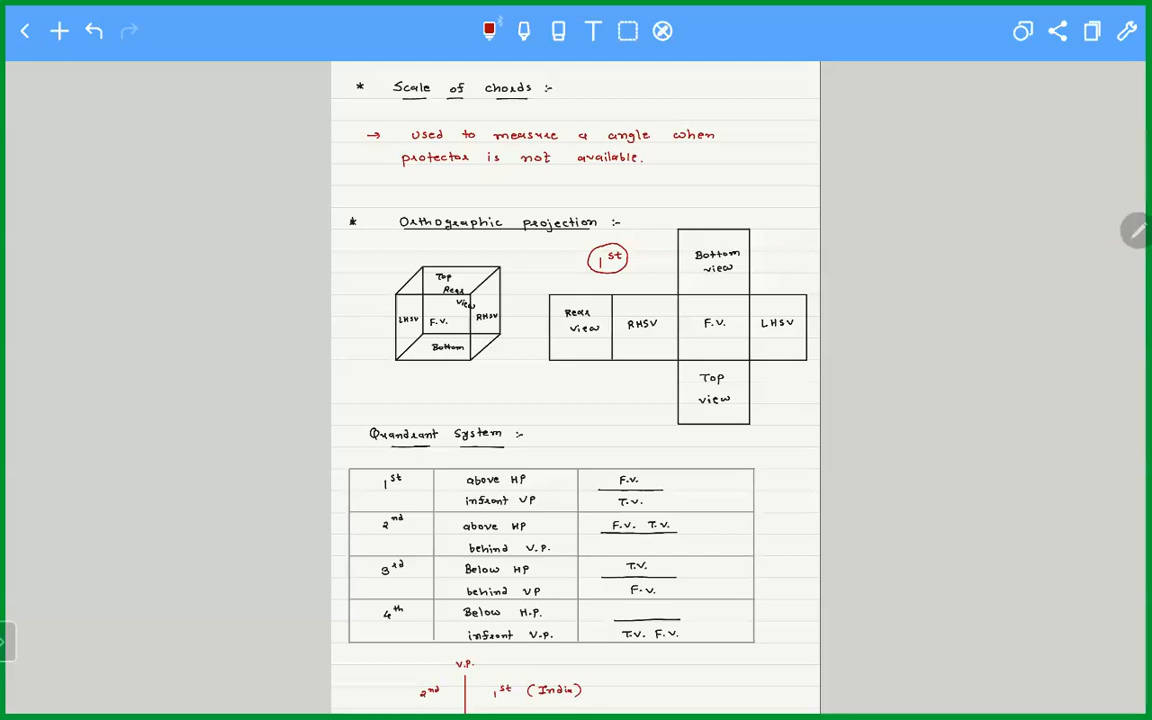 * Scale of chords :-
→ used to measure a angle when
protector is not available.
* Orthographic projection :-
1st
Top
Rear
view
LHSV
F.V.
RHSV
Bottom
Bottom
view
Rear
view
RHSV
F.V.
LHSV
Top
view
Quandrant System :-
1st
above HP
infront VP
F.V.
T.V.
2nd
above HP
behind V.P.
F.V. T.V.
3rd
Below HP
behind VP
T.V.
F.V.
4th
Below H.P.
infront V.P.
T.V. F.V.
V.P.
2nd
1st (India)